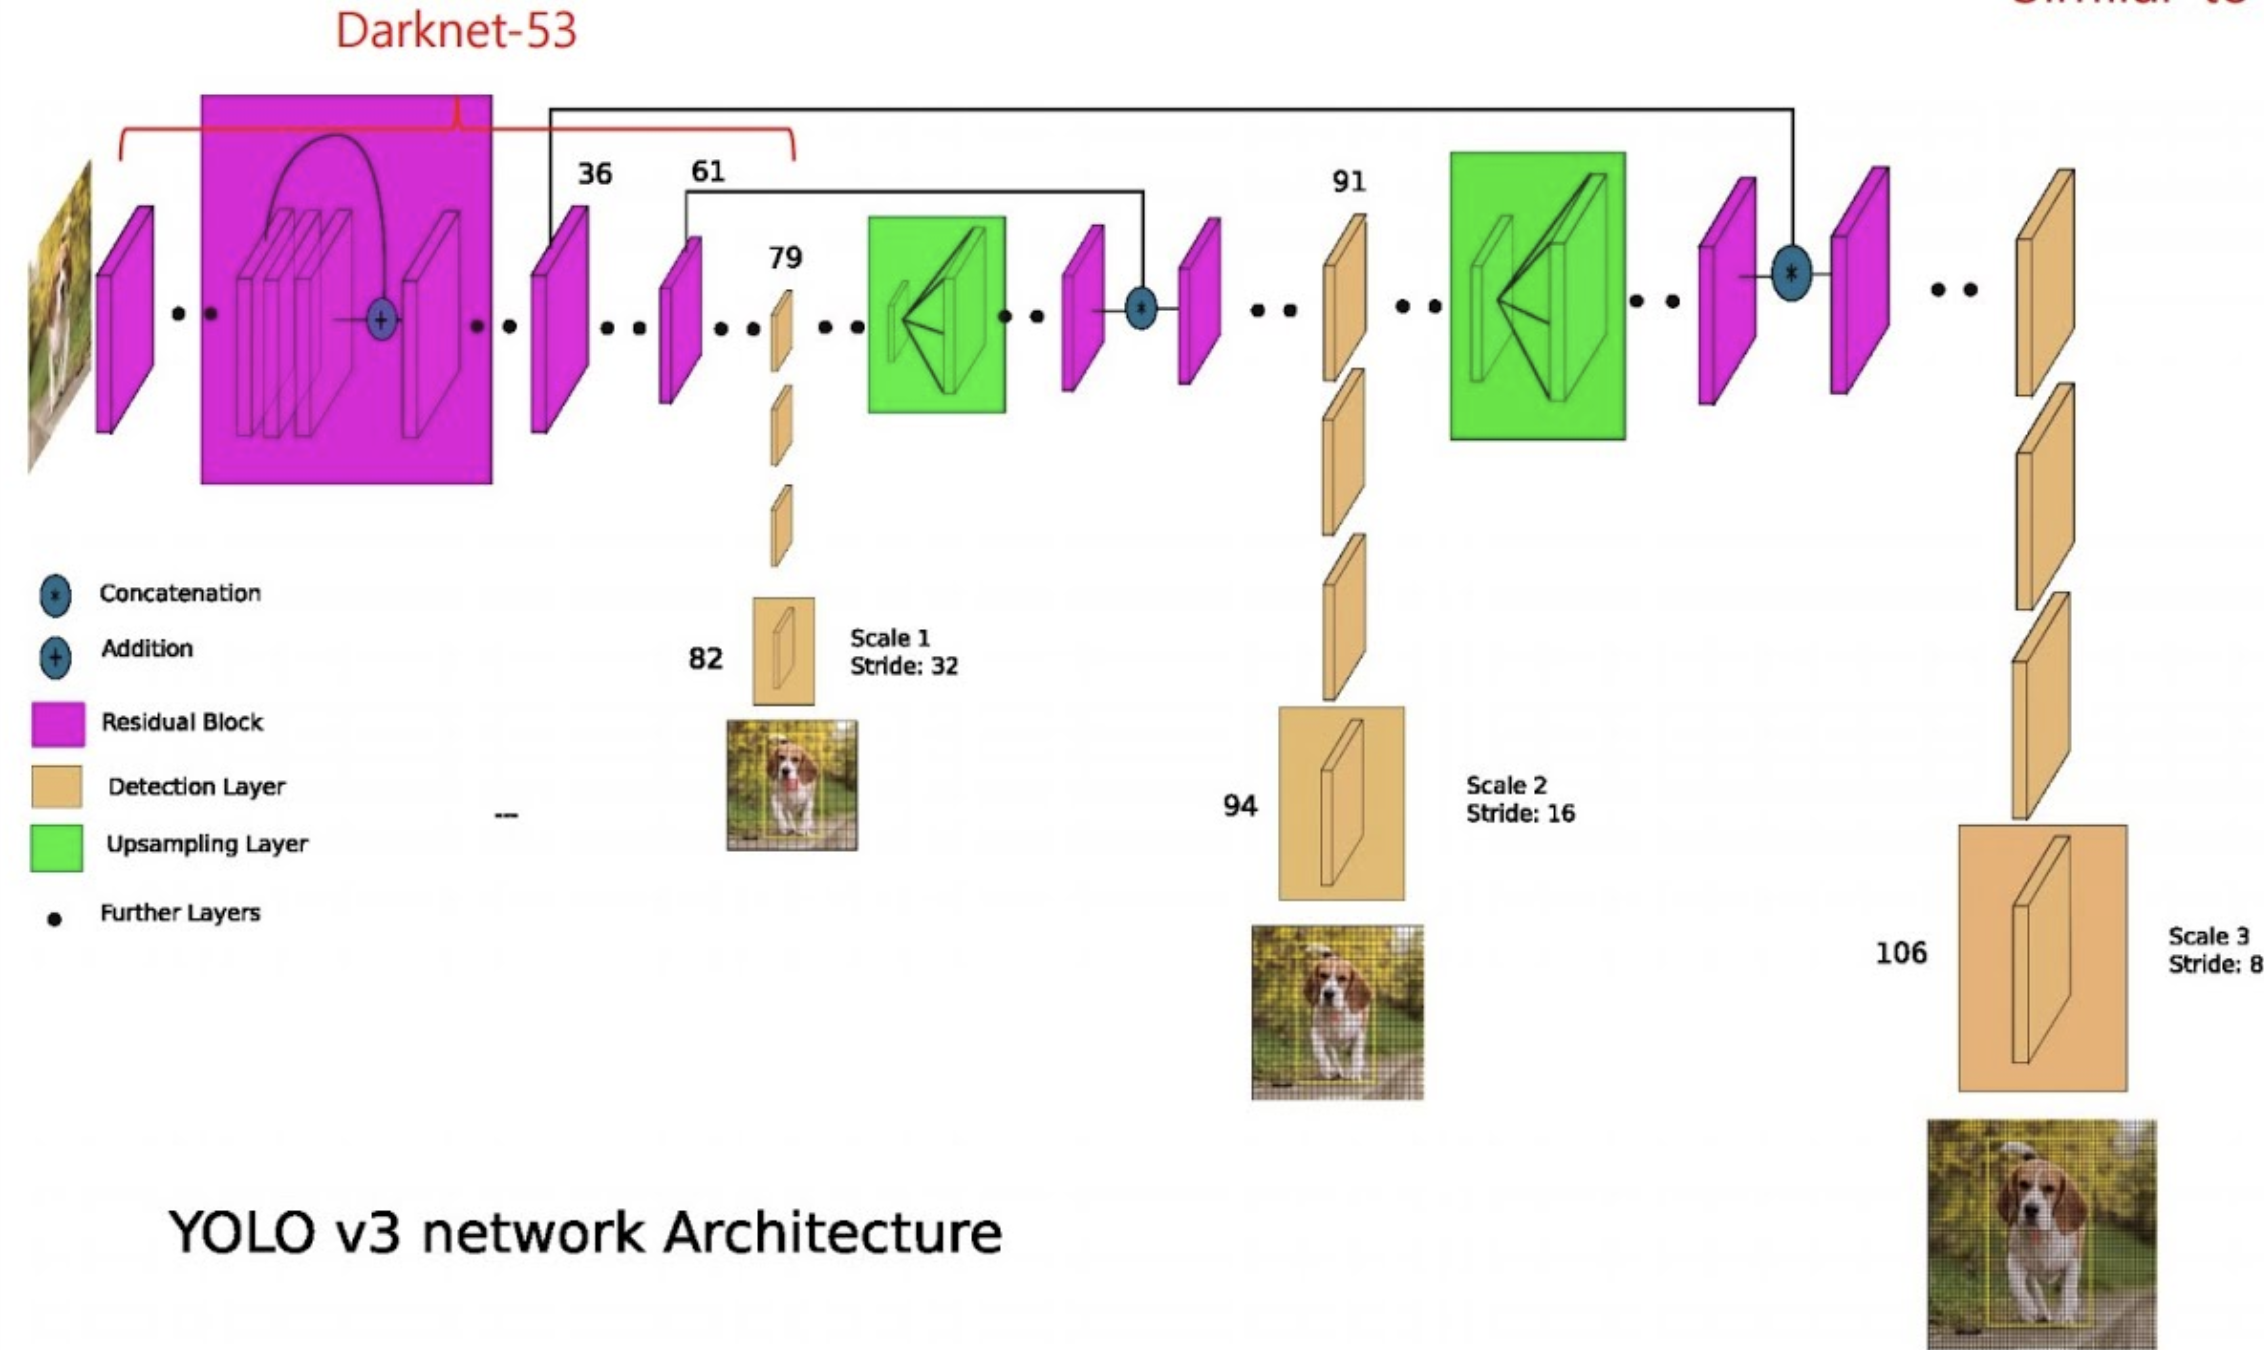 Darknet-53
36
61
91
79
Concatenation
Addition
Residual Block
Detection Layer
Upsampling Layer
Further Layers
---
82
Scale 1
Stride: 32
94
Scale 2
Stride: 16
106
Scale 3
Stride: 8
YOLO v3 network Architecture